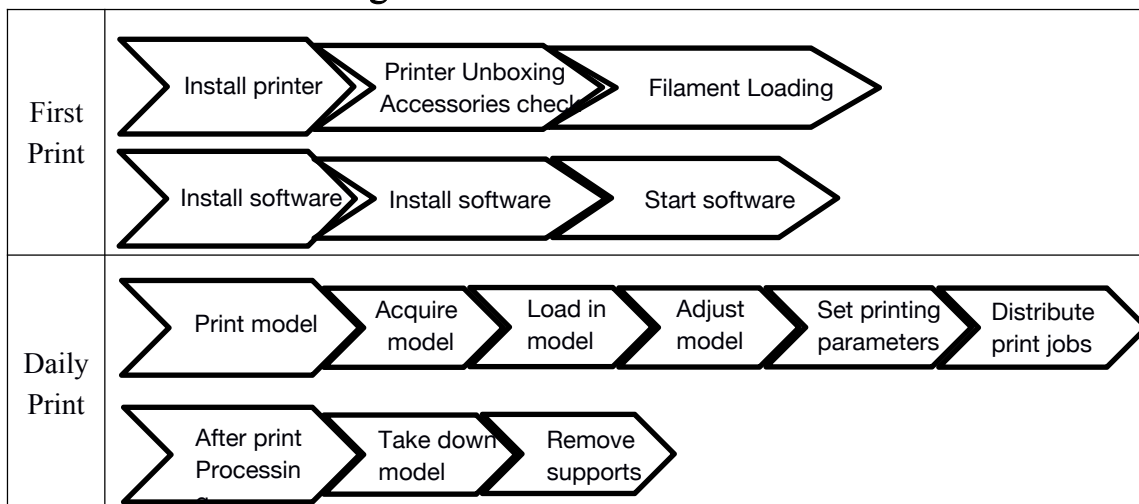 First
Print
Install printer
Printer Unboxing
Accessories check
Filament Loading
Install software
Install software
Start software
Daily
Print
Print model
Acquire
model
Load in
model
Adjust
model
Set printing
parameters
Distribute
print jobs
After print
Processin
Take down
model
Remove
supports